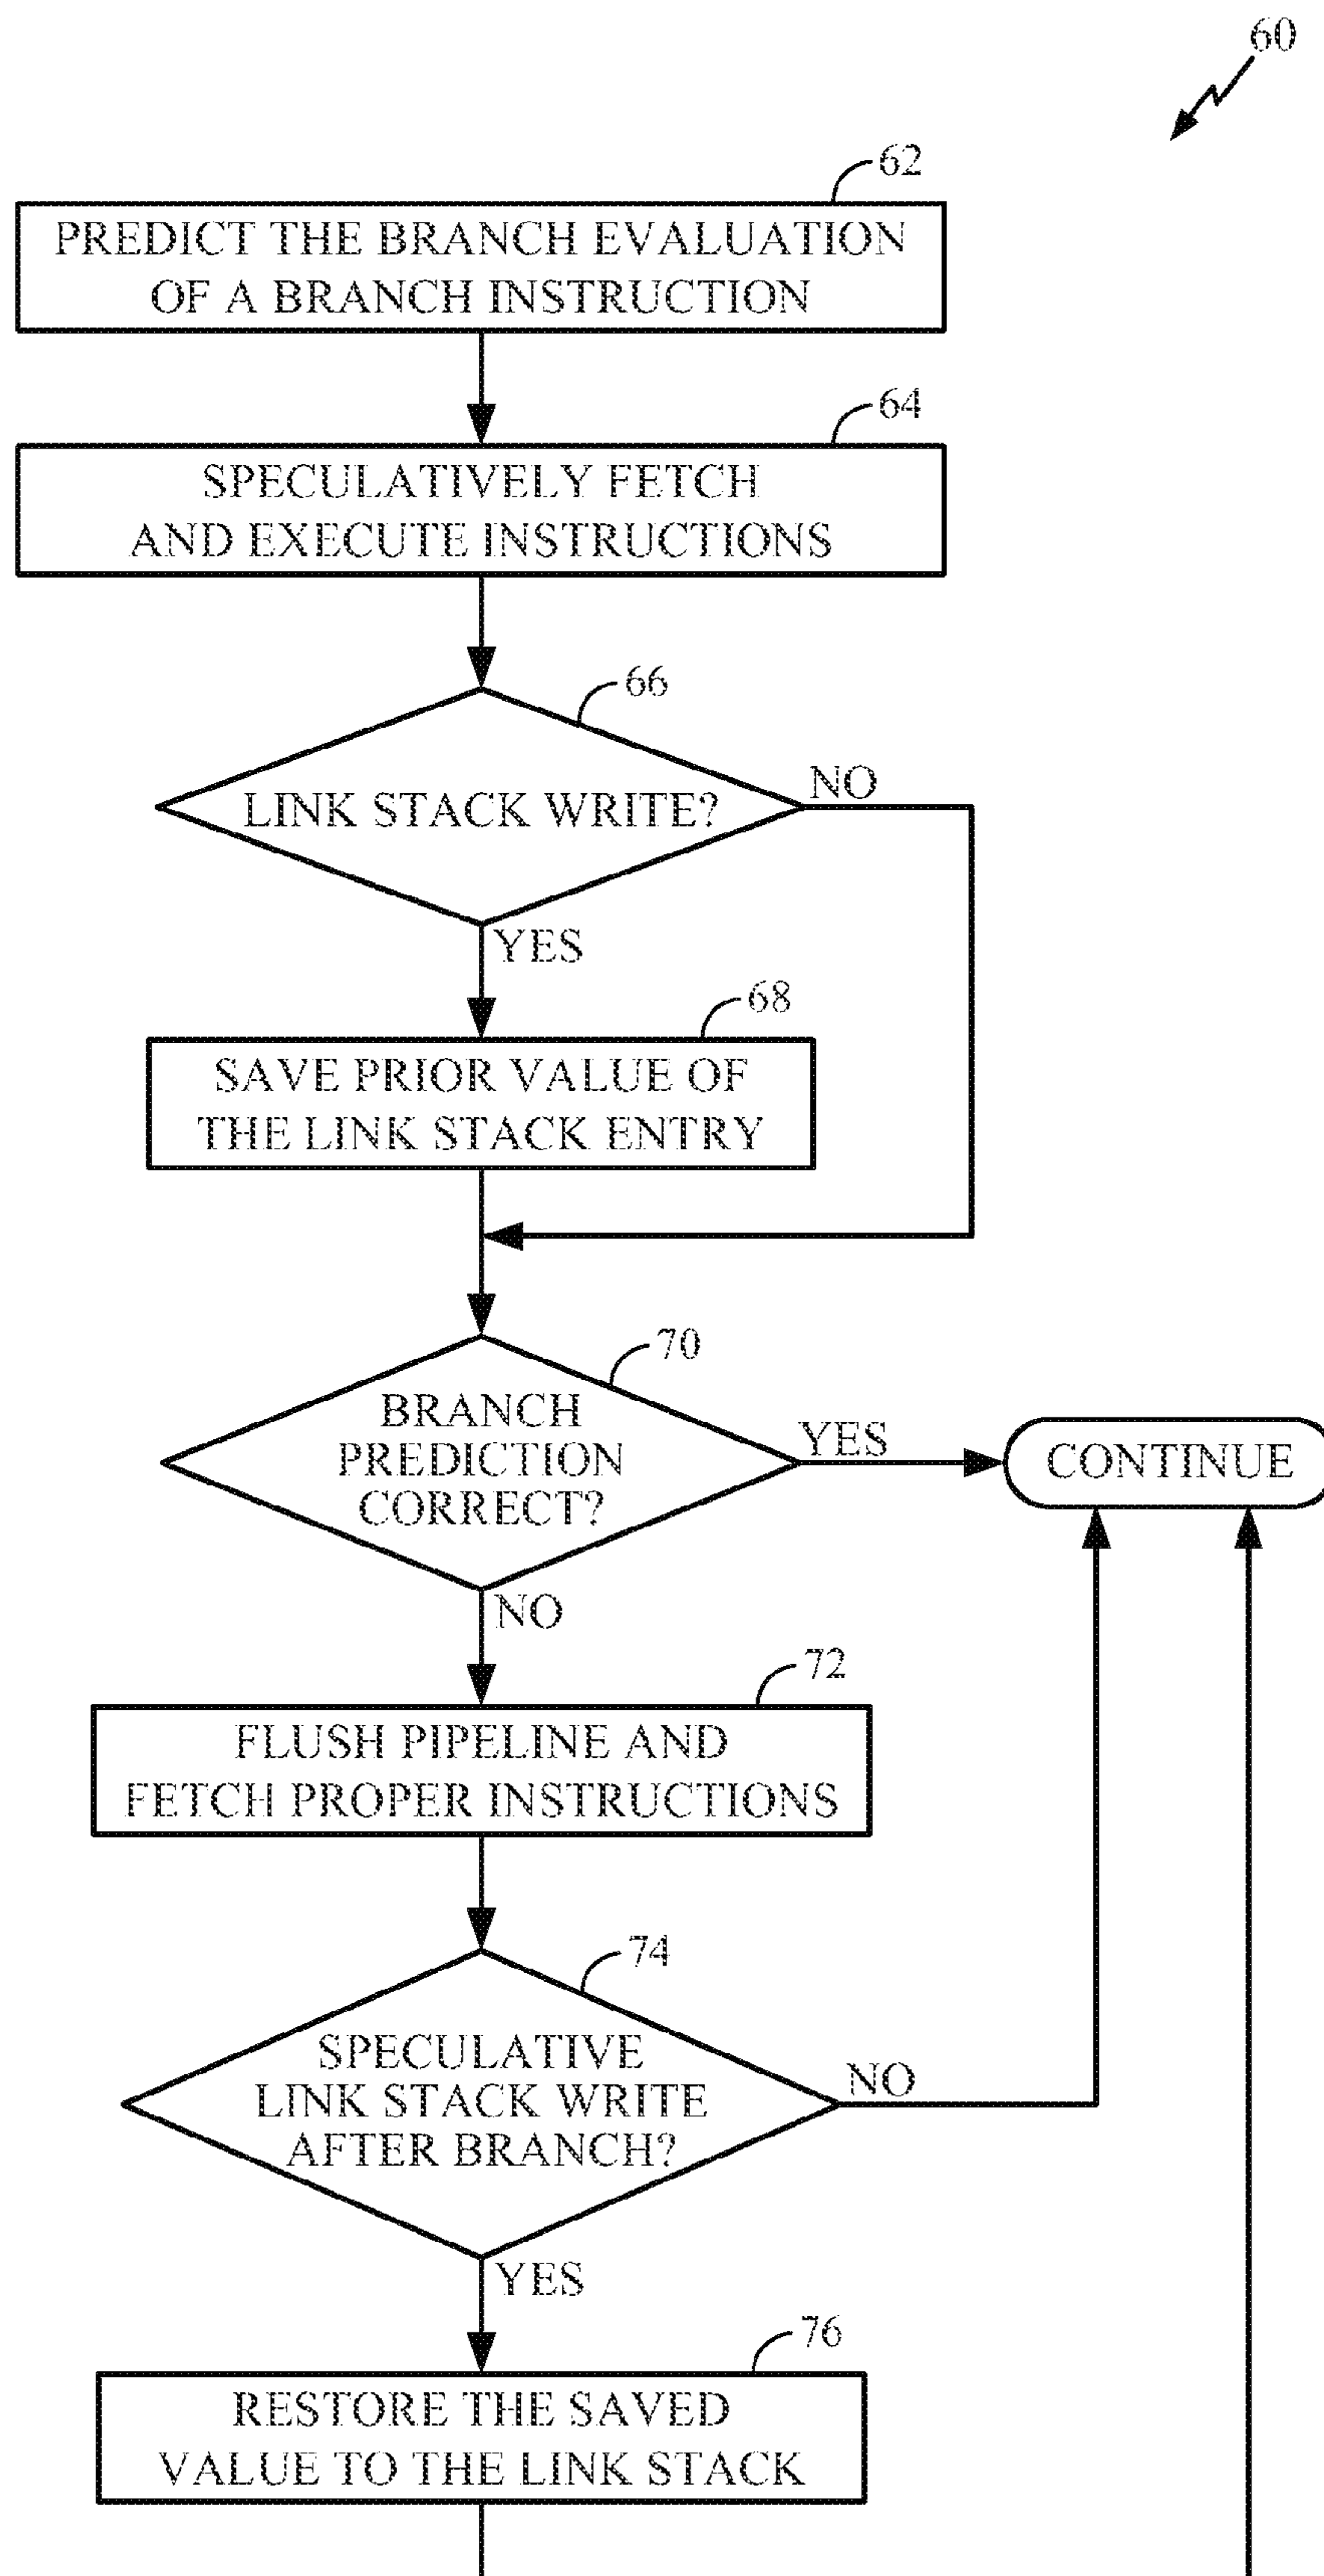 60
62
PREDICT THE BRANCH EVALUATION
OF A BRANCH INSTRUCTION
64
SPECULATIVELY FETCH
AND EXECUTE INSTRUCTIONS
66
LINK STACK WRITE?
NO
YES
68
SAVE PRIOR VALUE OF
THE LINK STACK ENTRY
70
BRANCH
PREDICTION
CORRECT?
YES
CONTINUE
NO
72
FLUSH PIPELINE AND
FETCH PROPER INSTRUCTIONS
74
SPECULATIVE
LINK STACK WRITE
AFTER BRANCH?
NO
YES
76
RESTORE THE SAVED
VALUE TO THE LINK STACK